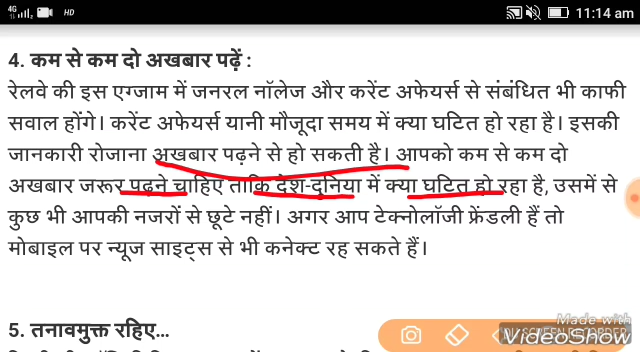 4G HD 11:14 am
4. कम से कम दो अखबार पढ़ें :
रेलवे की इस एग्जाम में जनरल नॉलेज और करेंट अफेयर्स से संबंधित भी काफी
सवाल होंगे। करेंट अफेयर्स यानी मौजूदा समय में क्या घटित हो रहा है। इसकी
जानकारी रोजाना अखबार पढ़ने से हो सकती है। आपको कम से कम दो
अखबार जरूर पढ़ने चाहिए ताकि देश-दुनिया में क्या घटित हो रहा है, उसमें से
कुछ भी आपकी नजरों से छूटे नहीं। अगर आप टेक्नोलॉजी फ्रेंडली हैं तो
मोबाइल पर न्यूज साइट्स से भी कनेक्ट रह सकते हैं।
5. तनावमुक्त रहिए...
Made with
VideoShow